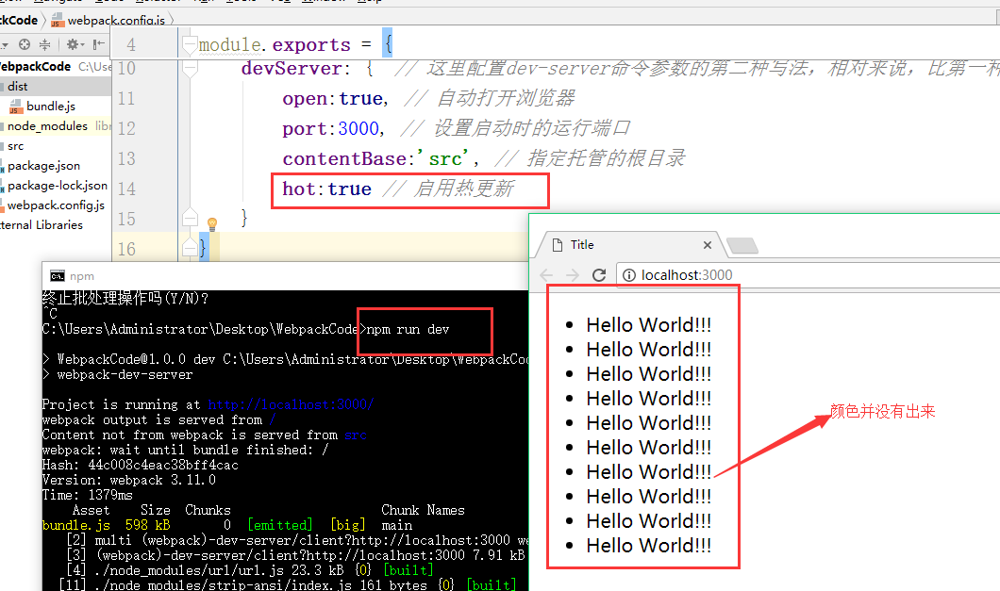 ckCode webpack.config.js
ebpackCode C:\Use
dist
bundle.js
node_modules libr
src
package.json
package-lock.json
webpack.config.js
ternal Libraries
4 module.exports = {
10 devServer: { // 这里配置dev-server命令参数的第二种写法，相对来说，比第一种
11 open:true, // 自动打开浏览器
12 port:3000, // 设置启动时的运行端口
13 contentBase:'src', // 指定托管的根目录
14 hot:true // 启用热更新
15 }
16 }
npm
终止批处理操作吗(Y/N)?
^C
C:\Users\Administrator\Desktop\WebpackCode>npm run dev
> WebpackCode@1.0.0 dev C:\Users\Administrator\Desktop\WebpackCod
> webpack-dev-server
Project is running at http://localhost:3000/
webpack output is served from /
Content not from webpack is served from src
webpack: wait until bundle finished: /
Hash: 44c008c4eac38bff4cac
Version: webpack 3.11.0
Time: 1379ms
Asset Size Chunks Chunk Names
bundle.js 598 kB 0 [emitted] [big] main
[2] multi (webpack)-dev-server/client?http://localhost:3000 we
[3] (webpack)-dev-server/client?http://localhost:3000 7.91 kB
[4] ./node_modules/url/url.js 23.3 kB {0} [built]
[11] ./node_modules/strip-ansi/index.js 161 bytes {0} [built]
Title
localhost:3000
Hello World!!!
Hello World!!!
Hello World!!!
Hello World!!!
Hello World!!!
Hello World!!!
Hello World!!!
Hello World!!!
Hello World!!!
Hello World!!!
颜色并没有出来